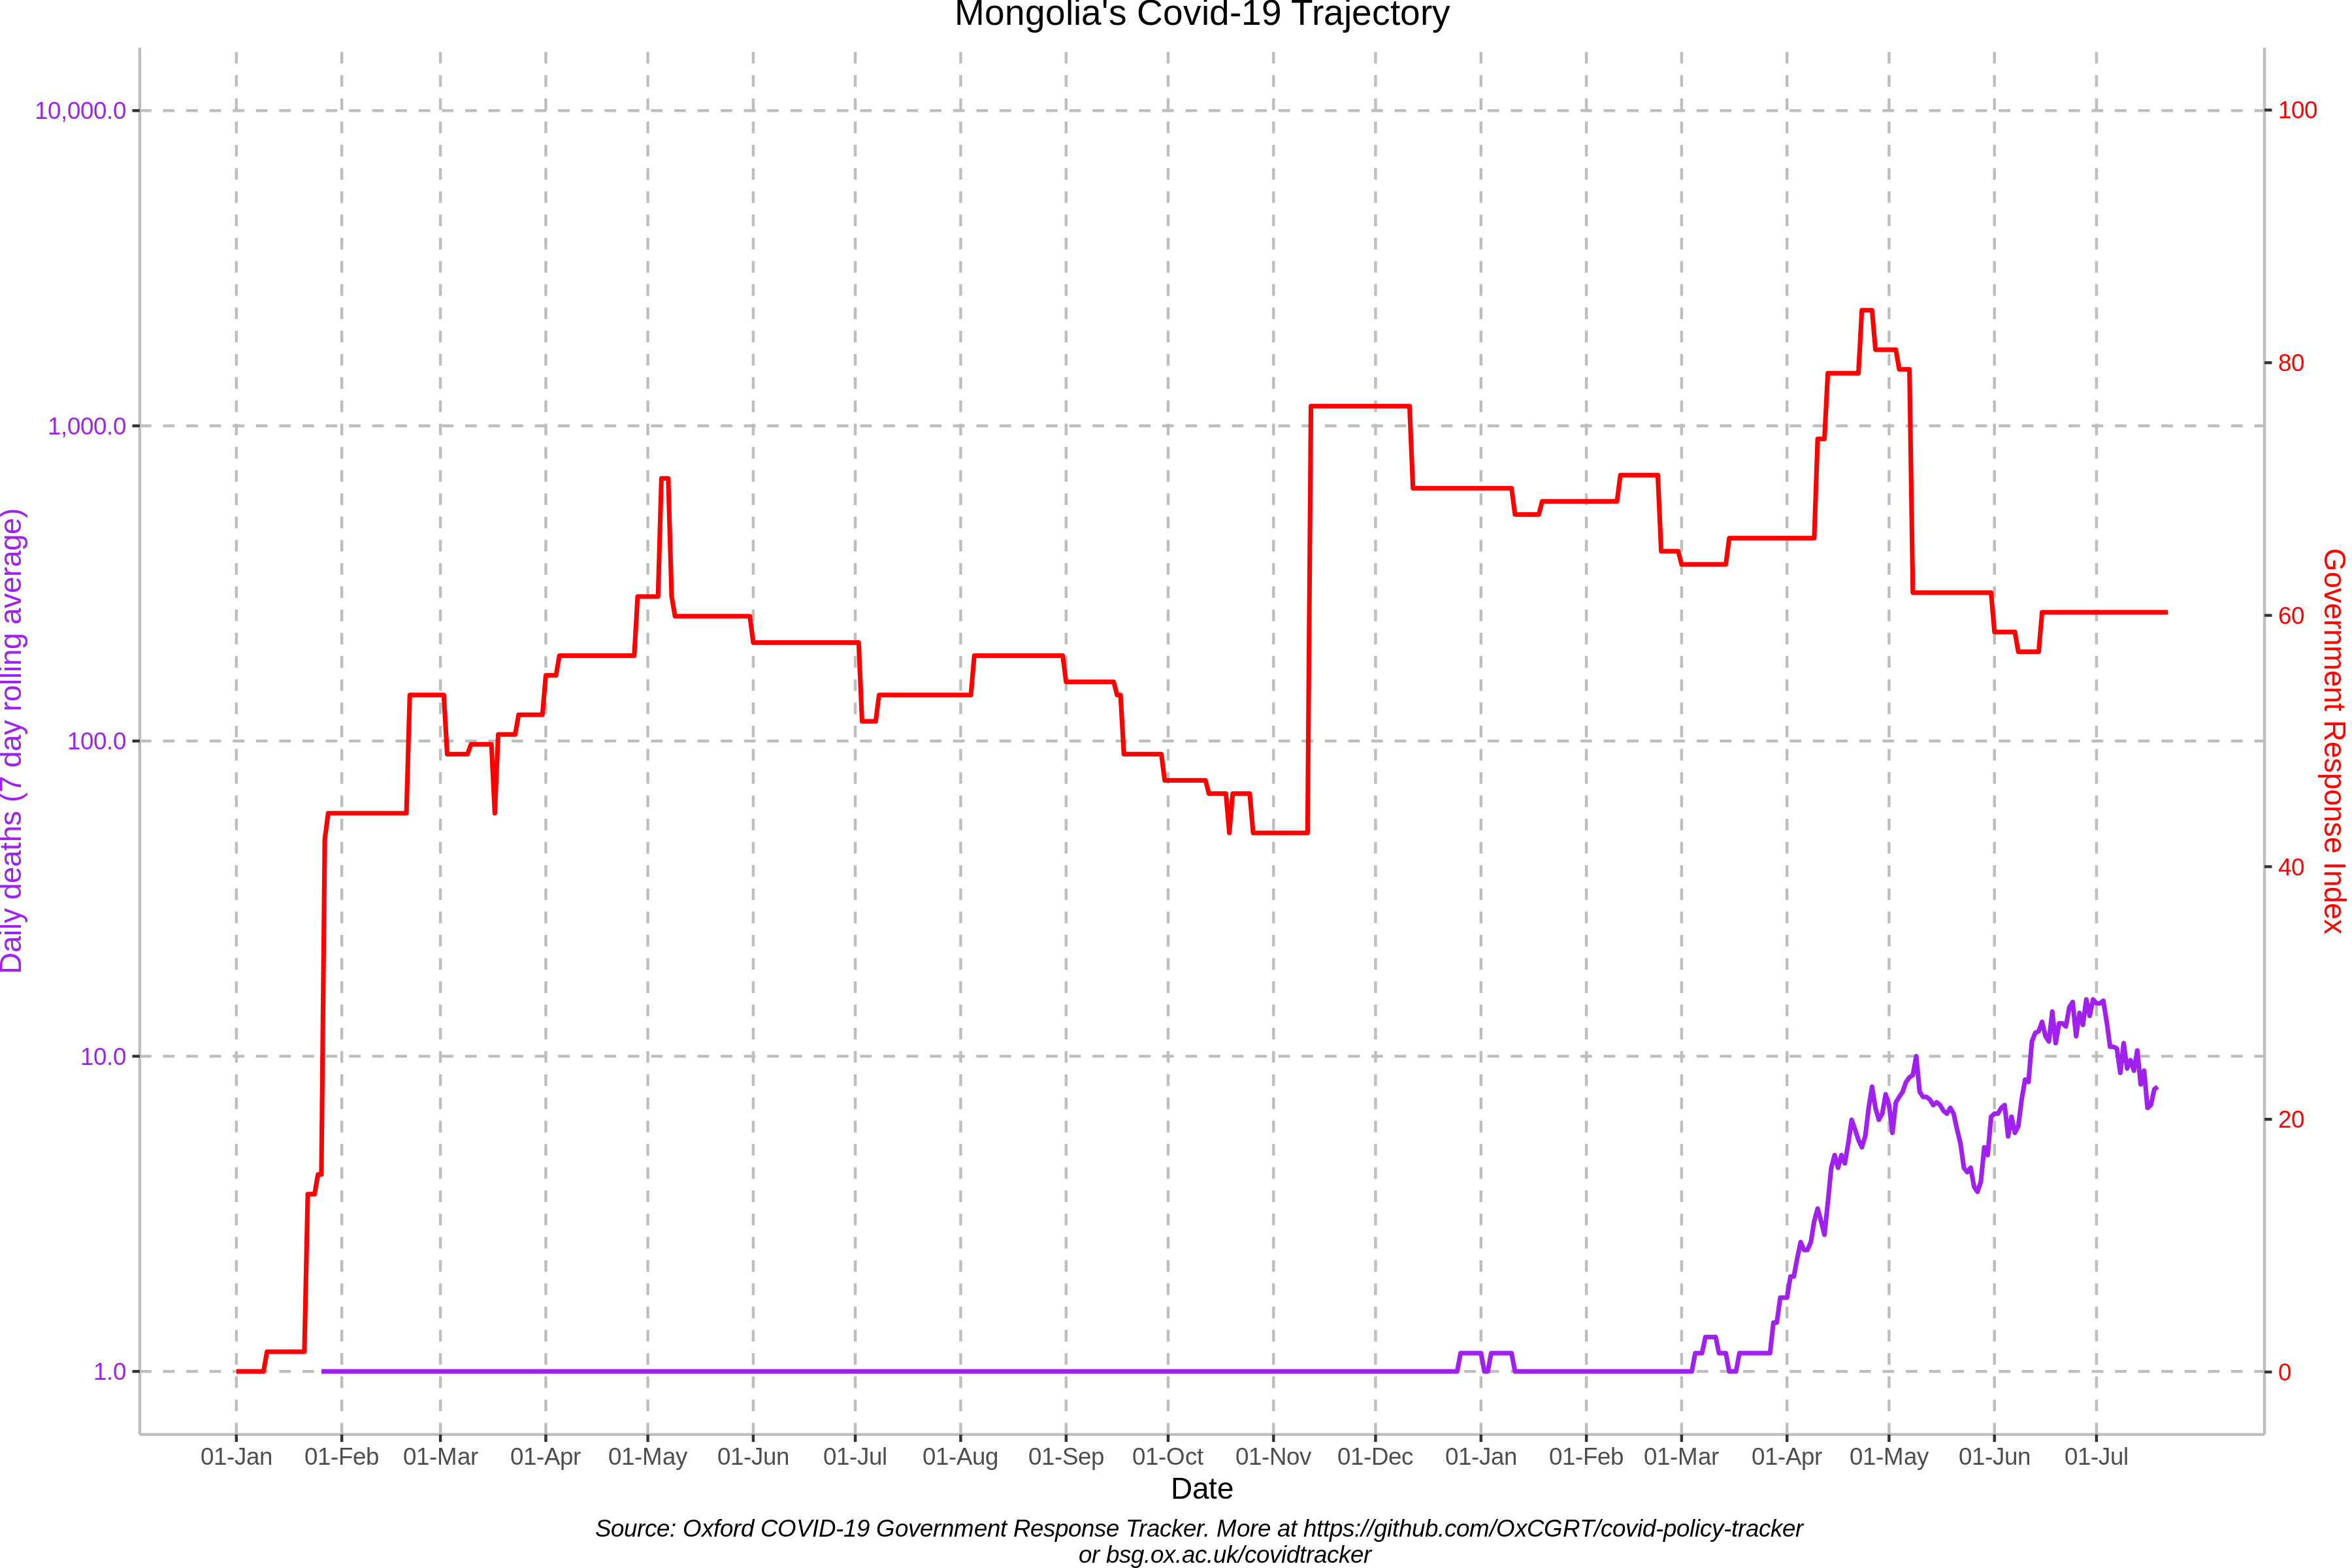 Mongolia's Covid-19 Trajectory
10,000.0
1,000.0
100.0
10.0
1.0
Daily deaths (7 day rolling average)
100
80
60
40
20
0
Government Response Index
01-Jan 01-Feb 01-Mar 01-Apr 01-May 01-Jun 01-Jul 01-Aug 01-Sep 01-Oct 01-Nov 01-Dec 01-Jan 01-Feb 01-Mar 01-Apr 01-May 01-Jun 01-Jul
Date
Source: Oxford COVID-19 Government Response Tracker. More at https://github.com/OxCGRT/covid-policy-tracker
or bsg.ox.ac.uk/covidtracker